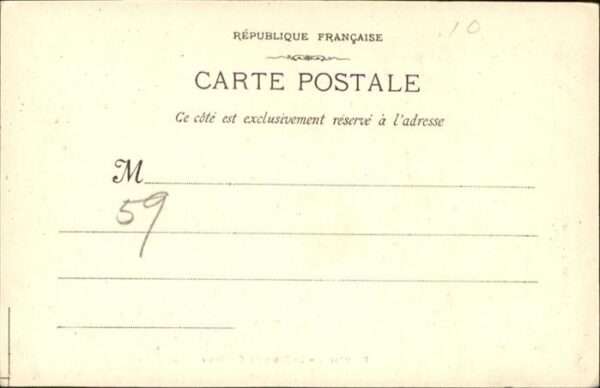 .10
RÉPUBLIQUE FRANÇAISE
CARTE POSTALE
Ce côté est exclusivement réservé à l'adresse
M
59